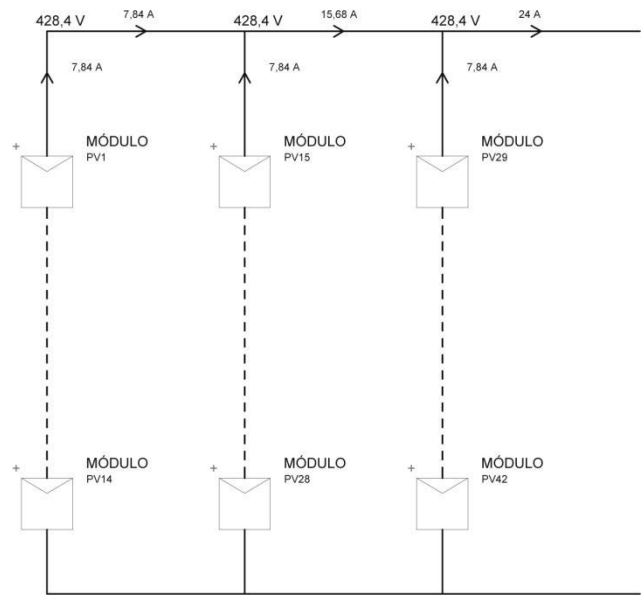 428,4 V
7,84 A
428,4 V
15,68 A
428,4 V
24 A
7,84 A
7,84 A
7,84 A
+
MÓDULO
PV1
+
MÓDULO
PV15
+
MÓDULO
PV29
+
MÓDULO
PV14
+
MÓDULO
PV28
+
MÓDULO
PV42